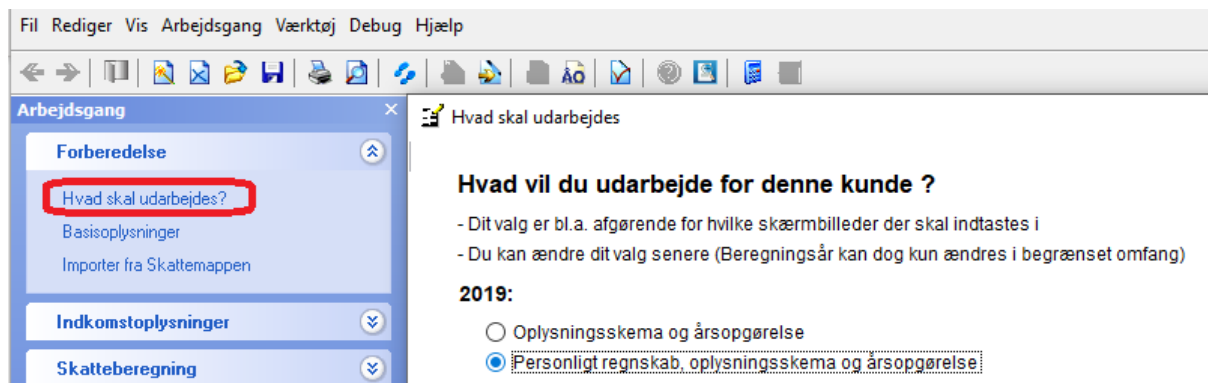 Fil Rediger Vis Arbejdsgang Værktøj Debug Hjælp
Arbejdsgang
Forberedelse
Hvad skal udarbejdes?
Basisoplysninger
Importer fra Skattemappen
Indkomstoplysninger
Skatteberegning
Hvad skal udarbejdes
Hvad vil du udarbejde for denne kunde ?
- Dit valg er bl.a. afgørende for hvilke skærmbilleder der skal indtastes i
- Du kan ændre dit valg senere (Beregningsår kan dog kun ændres i begrænset omfang)
2019:
Oplysningsskema og årsopgørelse
Personligt regnskab, oplysningsskema og årsopgørelse